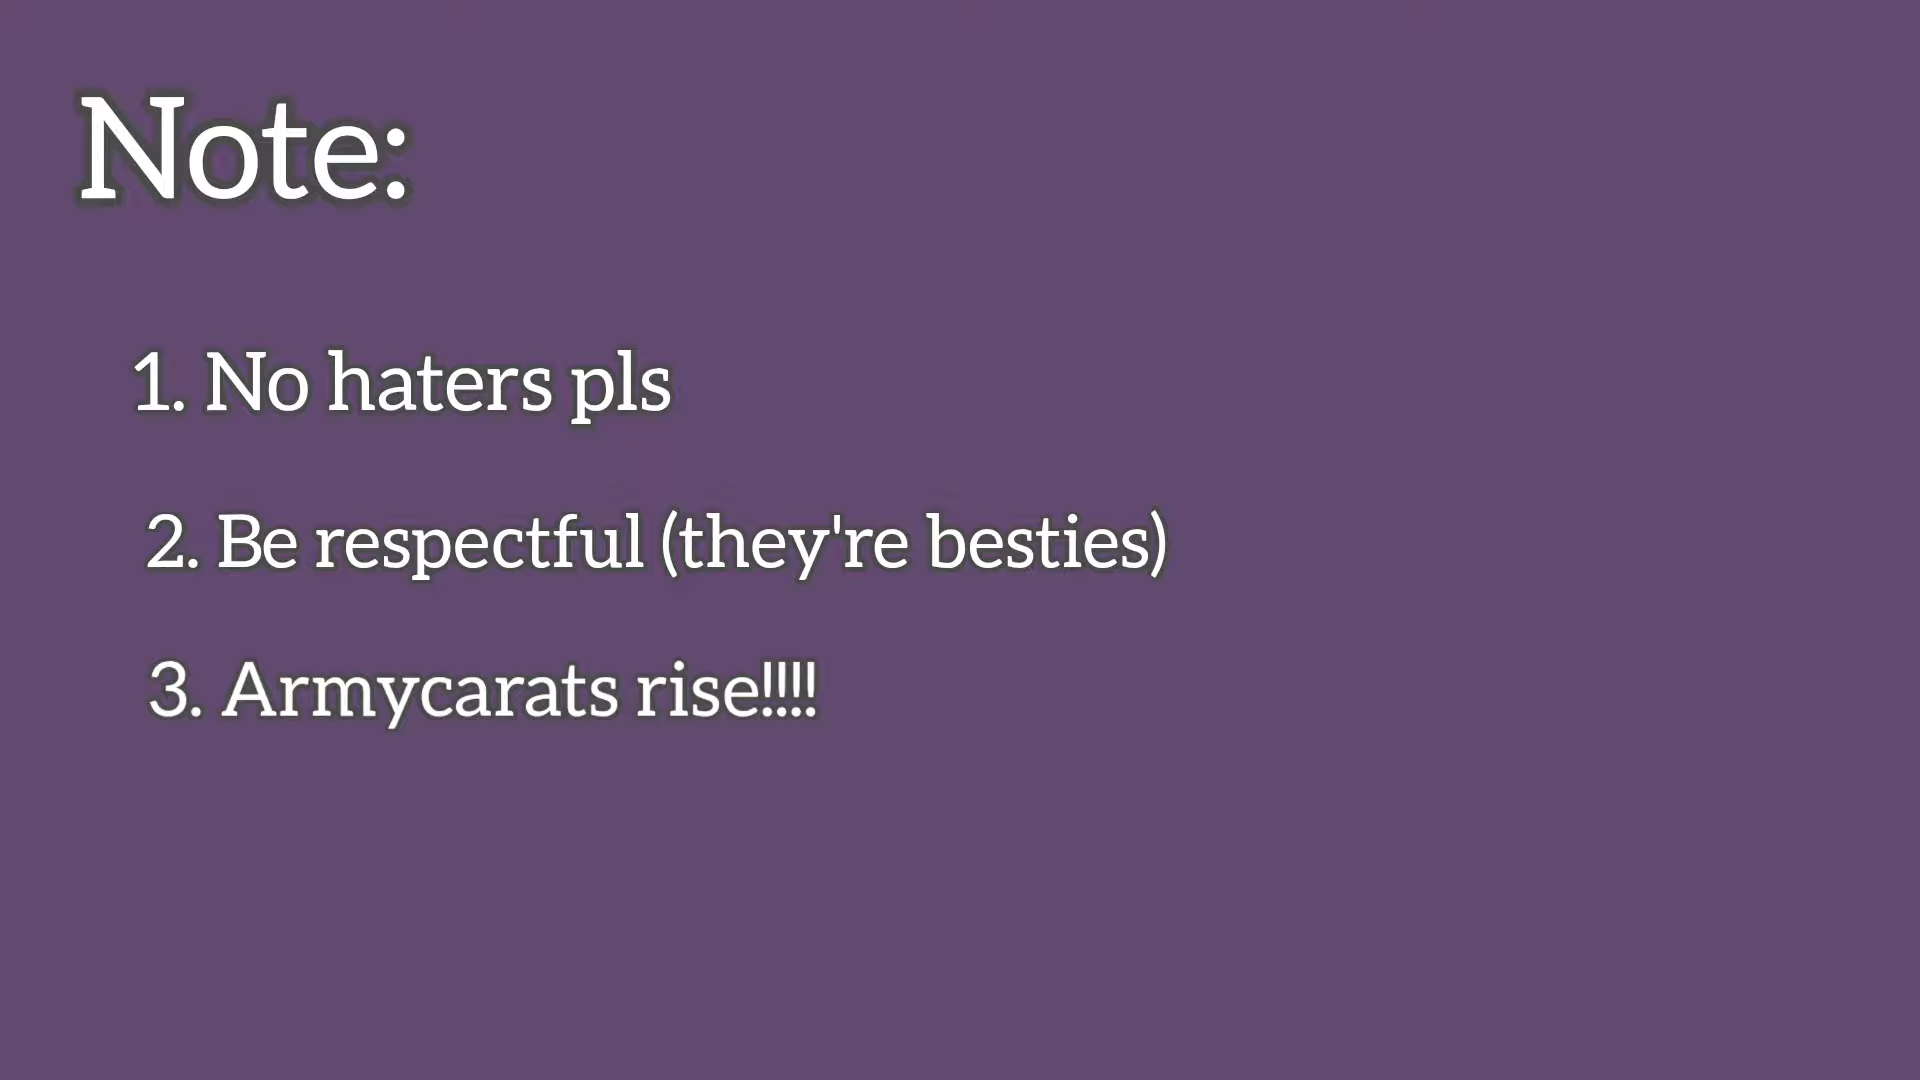 Note:
1. No haters pls
2. Be respectful (they're besties)
3. Armycarats rise!!!!